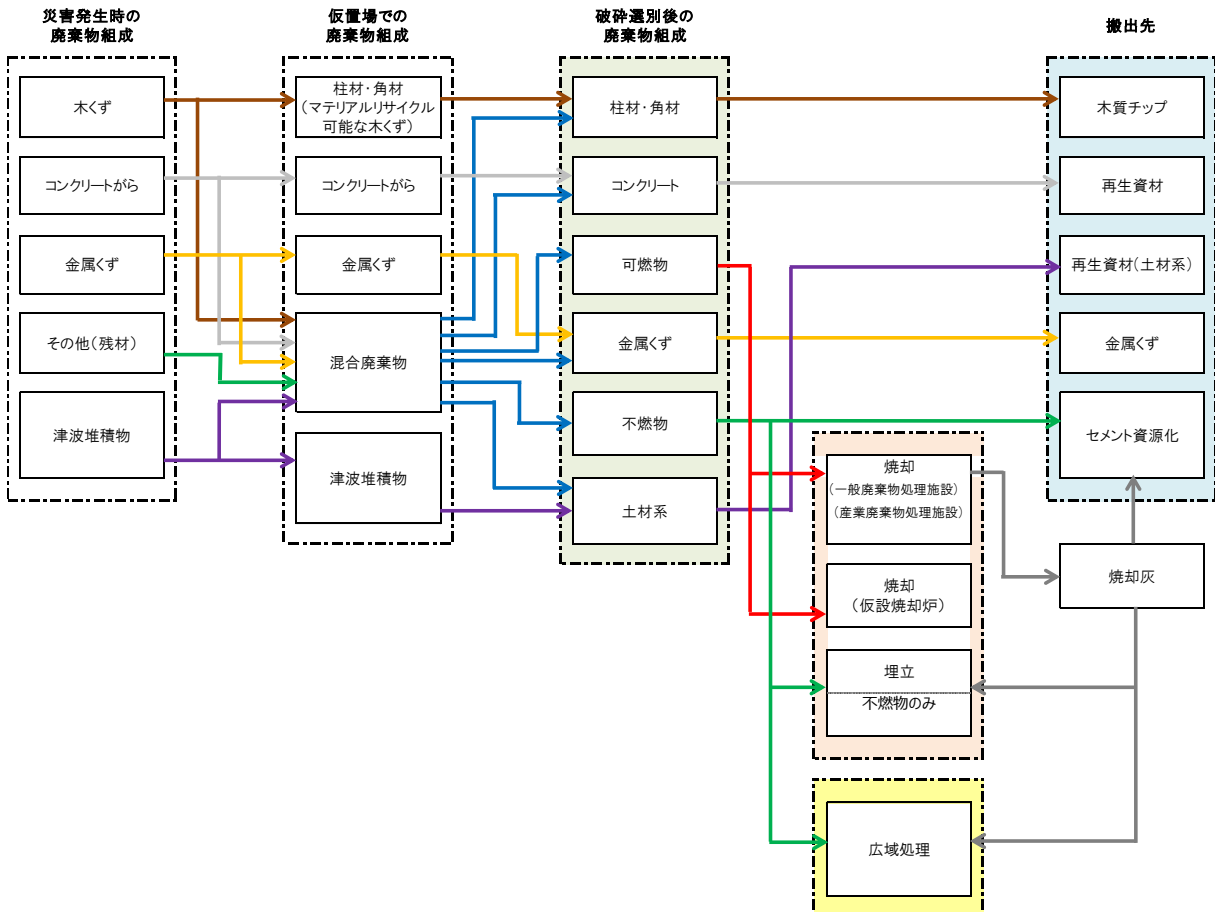 災害発生時の
廃棄物組成
木くず
コンクリートがら
金属くず
その他（残材）
津波堆積物
仮置場での
廃棄物組成
柱材・角材
（マテリアルリサイクル
可能な木くず）
コンクリートがら
金属くず
混合廃棄物
津波堆積物
破砕選別後の
廃棄物組成
柱材・角材
コンクリート
可燃物
金属くず
不燃物
土材系
焼却
（一般廃棄物処理施設）
（産業廃棄物処理施設）
焼却
（仮設焼却炉）
埋立
不燃物のみ
広域処理
搬出先
木質チップ
再生資材
再生資材（土材系）
金属くず
セメント資源化
焼却灰